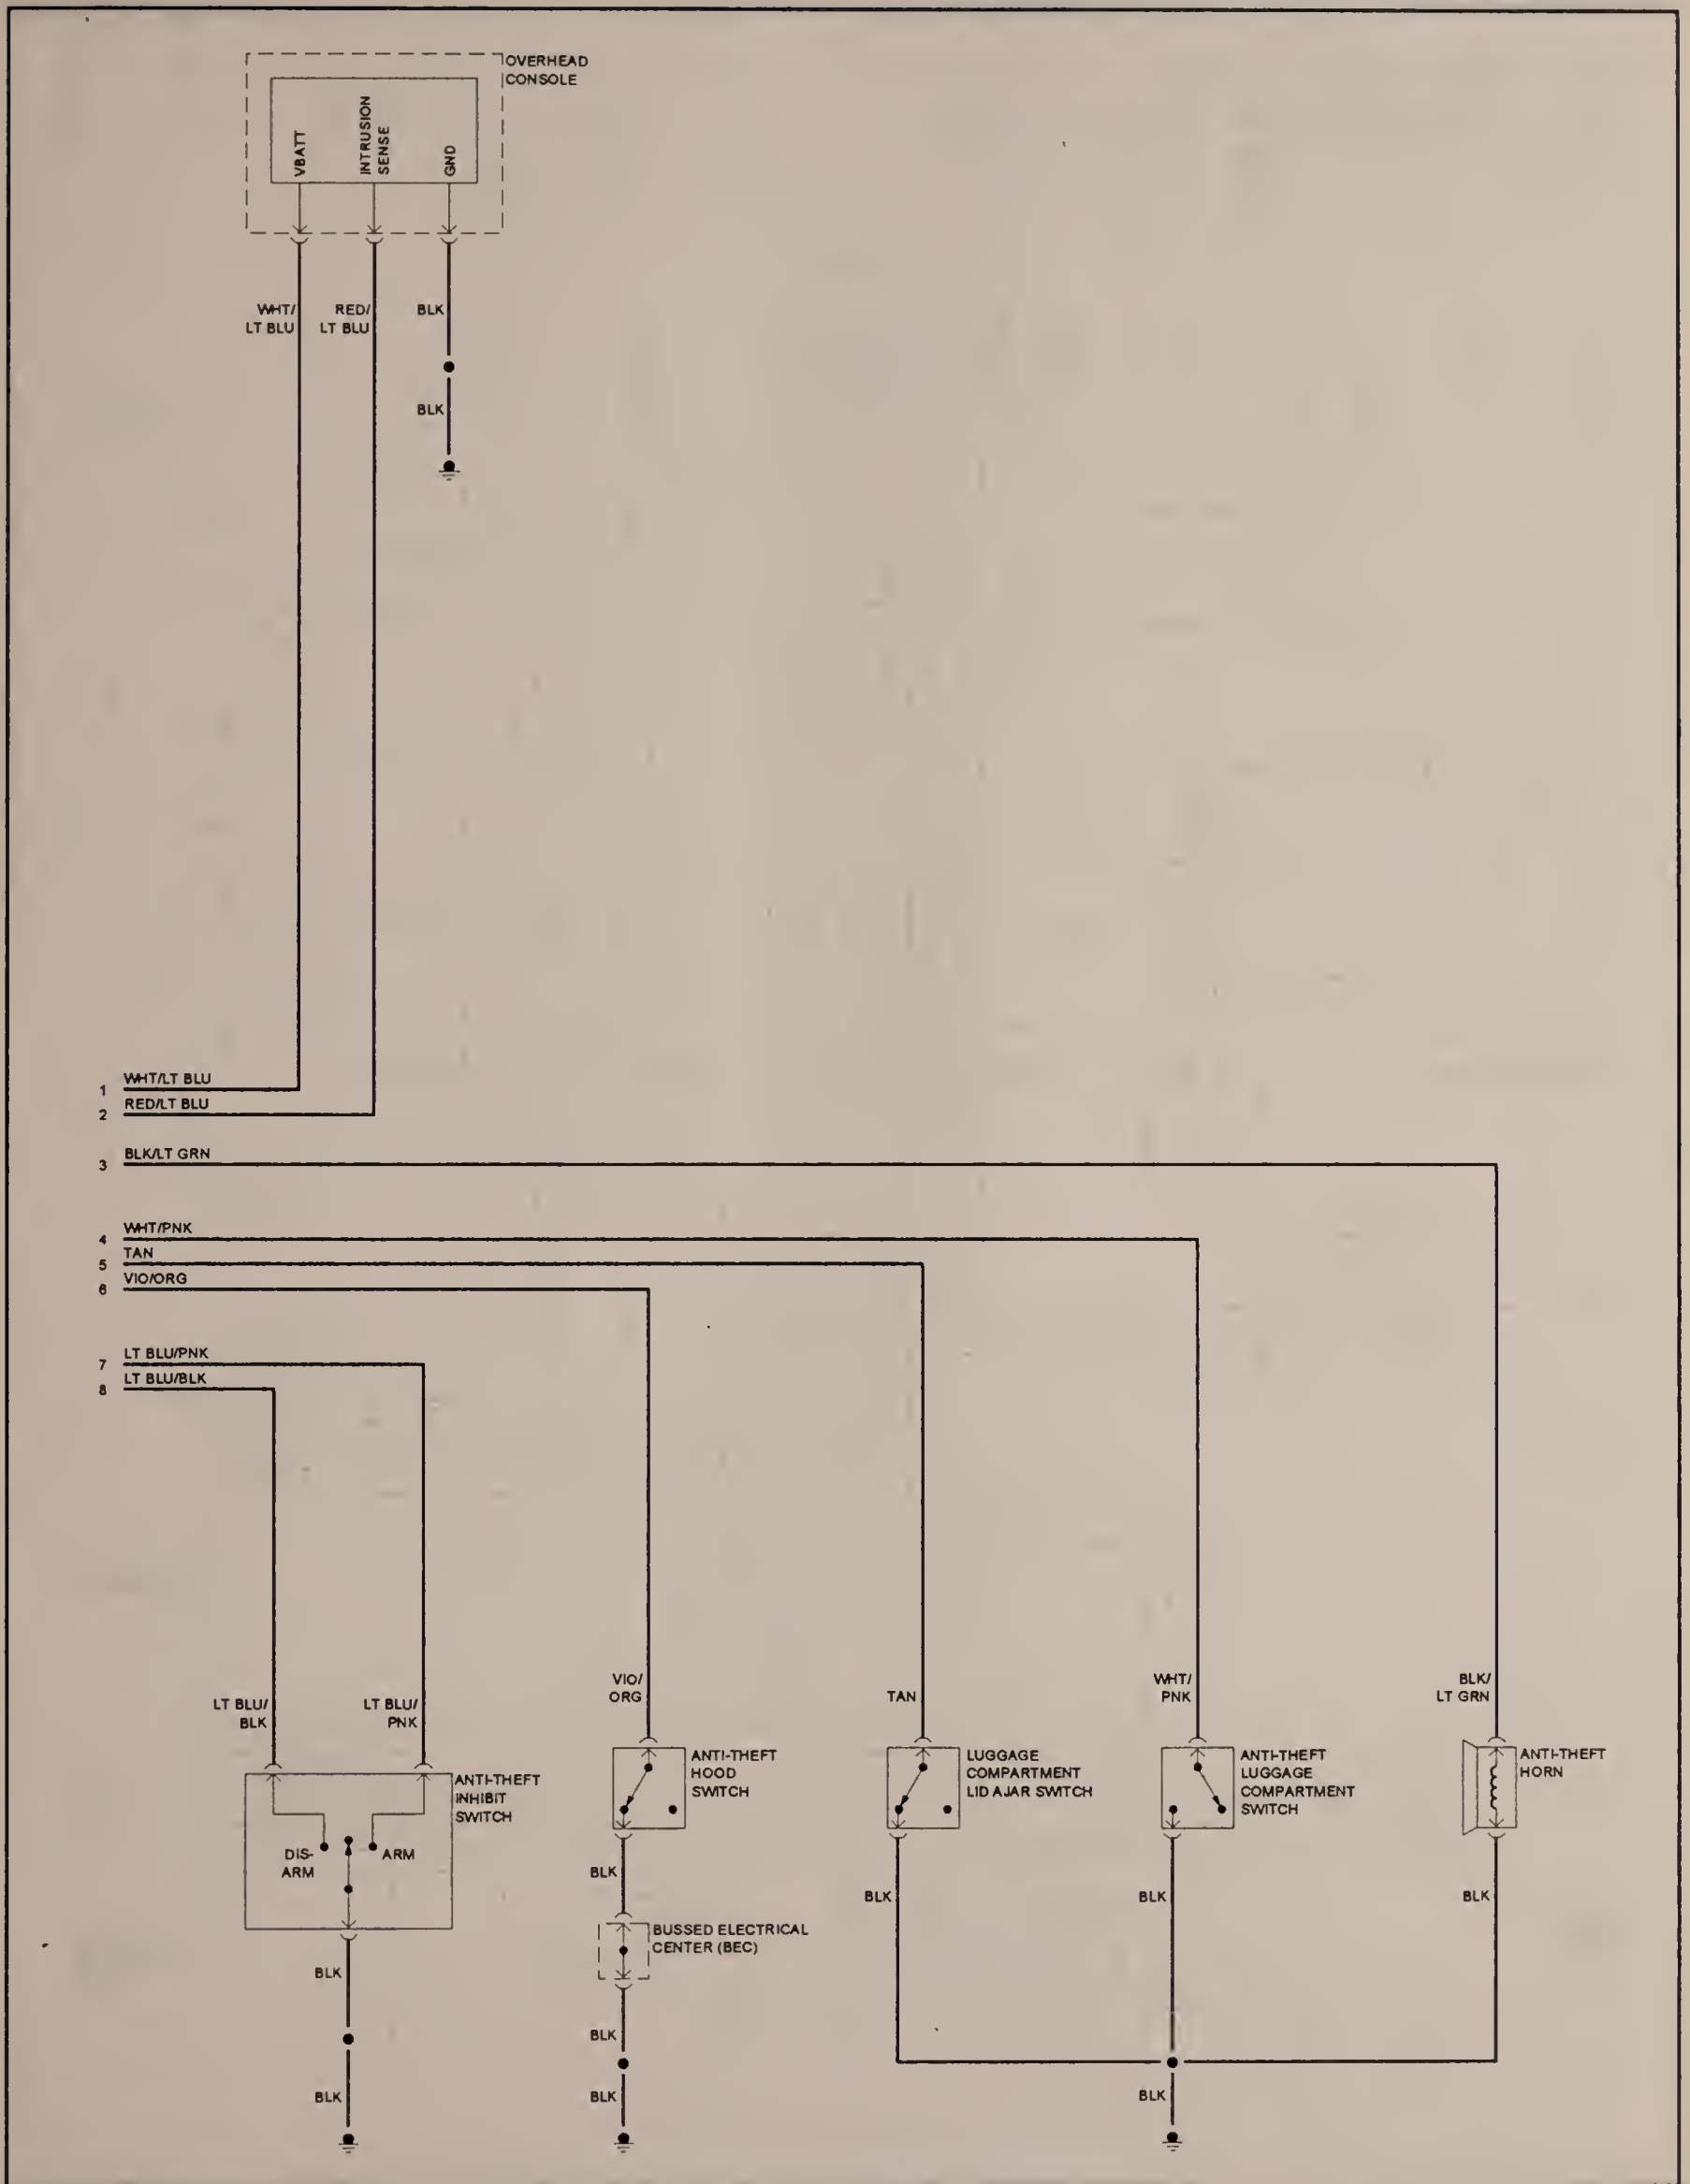 OVERHEAD
CONSOLE
VBATT
INTRUSION
SENSE
GND
WHT/
LT BLU
RED/
LT BLU
BLK
BLK
1 WHT/LT BLU
2 RED/LT BLU
3 BLK/LT GRN
4 WHT/PNK
5 TAN
6 VIO/ORG
7 LT BLU/PNK
8 LT BLU/BLK
LT BLU/
BLK
LT BLU/
PNK
VIO/
ORG
TAN
WHT/
PNK
BLK/
LT GRN
ANTI-THEFT
INHIBIT
SWITCH
DIS-
ARM
ARM
ANTI-THEFT
HOOD
SWITCH
LUGGAGE
COMPARTMENT
LID AJAR SWITCH
ANTI-THEFT
LUGGAGE
COMPARTMENT
SWITCH
ANTI-THEFT
HORN
BLK
BLK
BLK
BLK
BUSSED ELECTRICAL
CENTER (BEC)
BLK
BLK
BLK
BLK
BLK